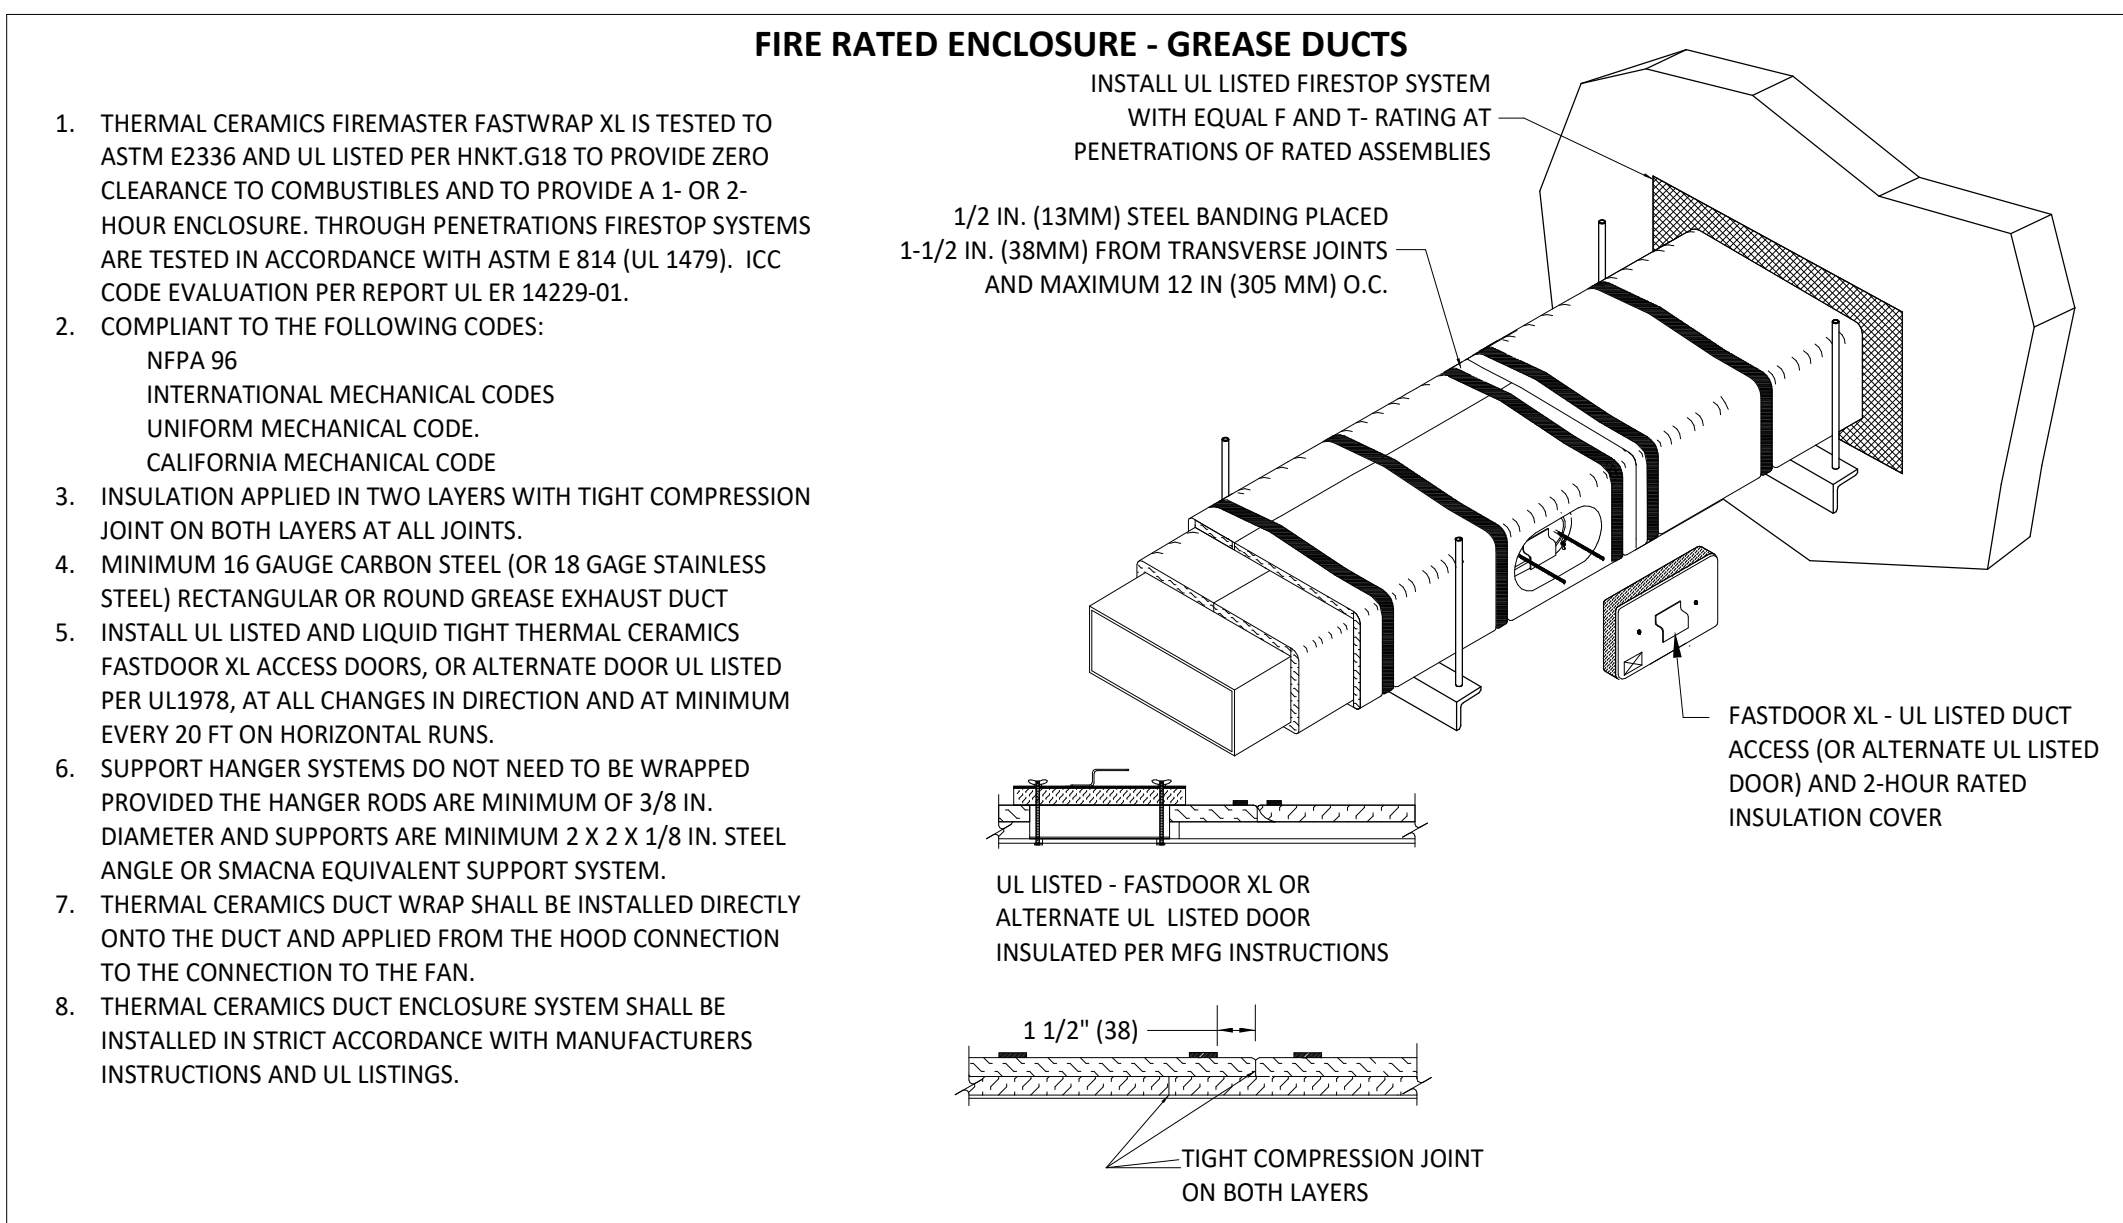 FIRE RATED ENCLOSURE - GREASE DUCTS
1. THERMAL CERAMICS FIREMASTER FASTWRAP XL IS TESTED TO
ASTM E2336 AND UL LISTED PER HNKT.G18 TO PROVIDE ZERO
CLEARANCE TO COMBUSTIBLES AND TO PROVIDE A 1- OR 2-
HOUR ENCLOSURE. THROUGH PENETRATIONS FIRESTOP SYSTEMS
ARE TESTED IN ACCORDANCE WITH ASTM E 814 (UL 1479). ICC
CODE EVALUATION PER REPORT UL ER 14229-01.
2. COMPLIANT TO THE FOLLOWING CODES:
NFPA 96
INTERNATIONAL MECHANICAL CODES
UNIFORM MECHANICAL CODE.
CALIFORNIA MECHANICAL CODE
3. INSULATION APPLIED IN TWO LAYERS WITH TIGHT COMPRESSION
JOINT ON BOTH LAYERS AT ALL JOINTS.
4. MINIMUM 16 GAUGE CARBON STEEL (OR 18 GAGE STAINLESS
STEEL) RECTANGULAR OR ROUND GREASE EXHAUST DUCT
5. INSTALL UL LISTED AND LIQUID TIGHT THERMAL CERAMICS
FASTDOOR XL ACCESS DOORS, OR ALTERNATE DOOR UL LISTED
PER UL1978, AT ALL CHANGES IN DIRECTION AND AT MINIMUM
EVERY 20 FT ON HORIZONTAL RUNS.
6. SUPPORT HANGER SYSTEMS DO NOT NEED TO BE WRAPPED
PROVIDED THE HANGER RODS ARE MINIMUM OF 3/8 IN.
DIAMETER AND SUPPORTS ARE MINIMUM 2 X 2 X 1/8 IN. STEEL
ANGLE OR SMACNA EQUIVALENT SUPPORT SYSTEM.
7. THERMAL CERAMICS DUCT WRAP SHALL BE INSTALLED DIRECTLY
ONTO THE DUCT AND APPLIED FROM THE HOOD CONNECTION
TO THE CONNECTION TO THE FAN.
8. THERMAL CERAMICS DUCT ENCLOSURE SYSTEM SHALL BE
INSTALLED IN STRICT ACCORDANCE WITH MANUFACTURERS
INSTRUCTIONS AND UL LISTINGS.
INSTALL UL LISTED FIRESTOP SYSTEM
WITH EQUAL F AND T- RATING AT
PENETRATIONS OF RATED ASSEMBLIES
1/2 IN. (13MM) STEEL BANDING PLACED
1-1/2 IN. (38MM) FROM TRANSVERSE JOINTS
AND MAXIMUM 12 IN (305 MM) O.C.
FASTDOOR XL - UL LISTED DUCT
ACCESS (OR ALTERNATE UL LISTED
DOOR) AND 2-HOUR RATED
INSULATION COVER
UL LISTED - FASTDOOR XL OR
ALTERNATE UL LISTED DOOR
INSULATED PER MFG INSTRUCTIONS
1 1/2" (38)
TIGHT COMPRESSION JOINT
ON BOTH LAYERS